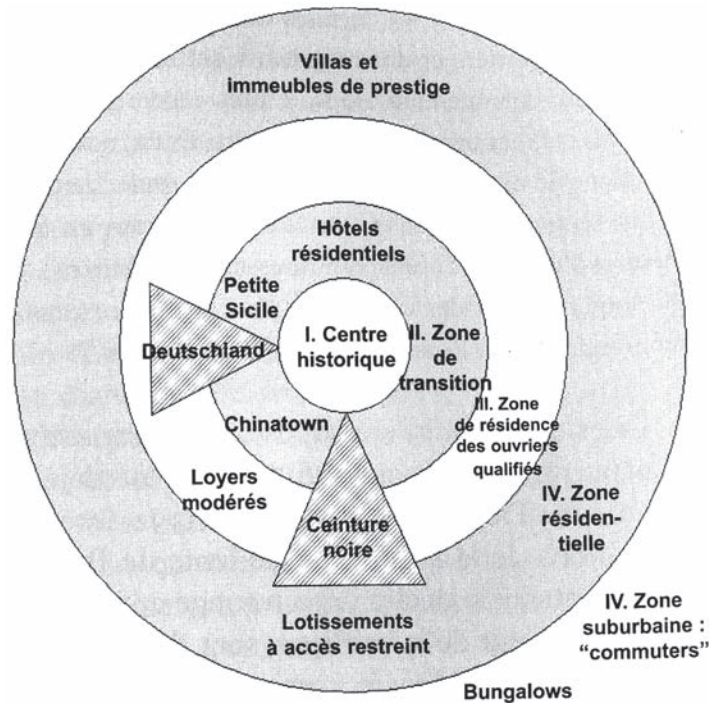 Villas et
immeubles de prestige
Hôtels
résidentiels
Petite
Sicile
I. Centre
historique
II. Zone
de
transition
Deutschland
Chinatown
III. Zone
de résidence
des ouvriers
qualifiés
Loyers
modérés
Ceinture
noire
IV. Zone
résiden-
tielle
Lotissements
à accès restreint
IV. Zone
suburbaine :
“commuters”
Bungalows